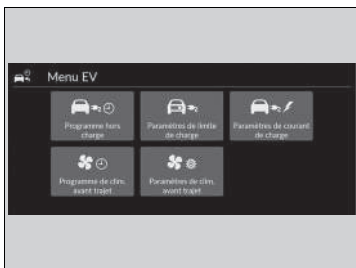 Menu EV
Programme hors
charge
Paramètres de limite
de charge
Paramètres de courant
de charge
Programme de clim.
avant trajet
Paramètres de clim.
avant trajet